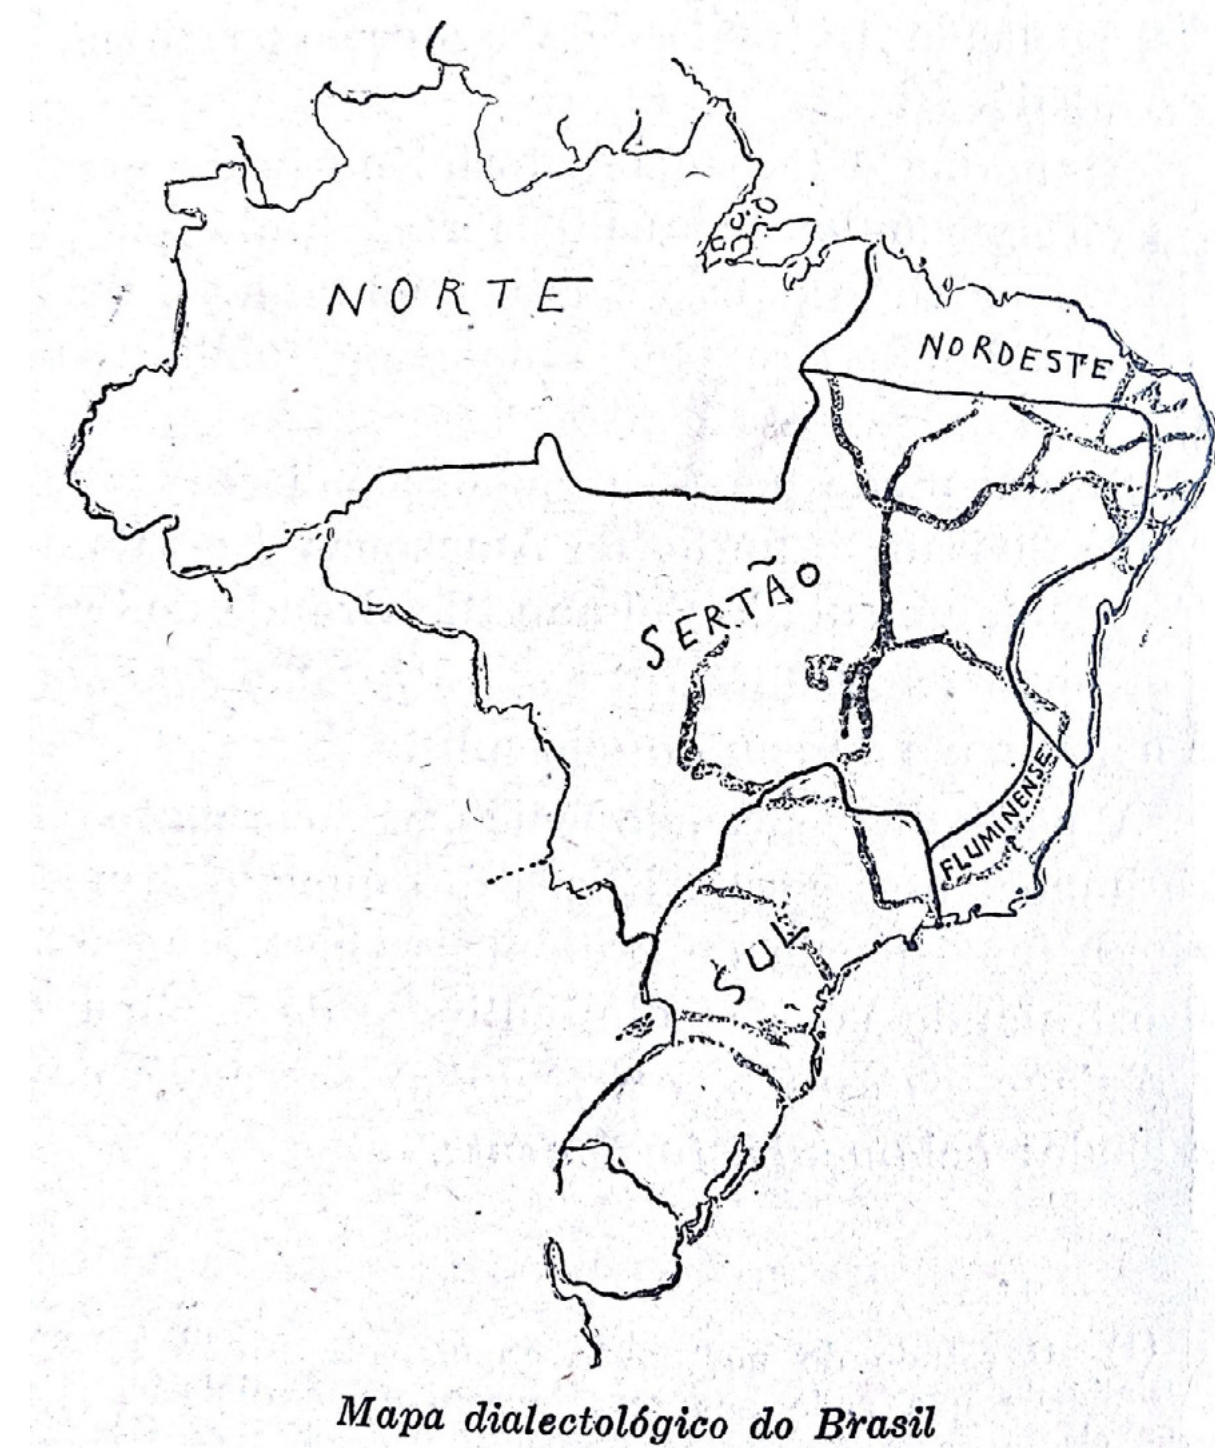 NORTE
NORDESTE
SERTÃO
FLUMINENSE
SUL
Mapa dialectológico do Brasil